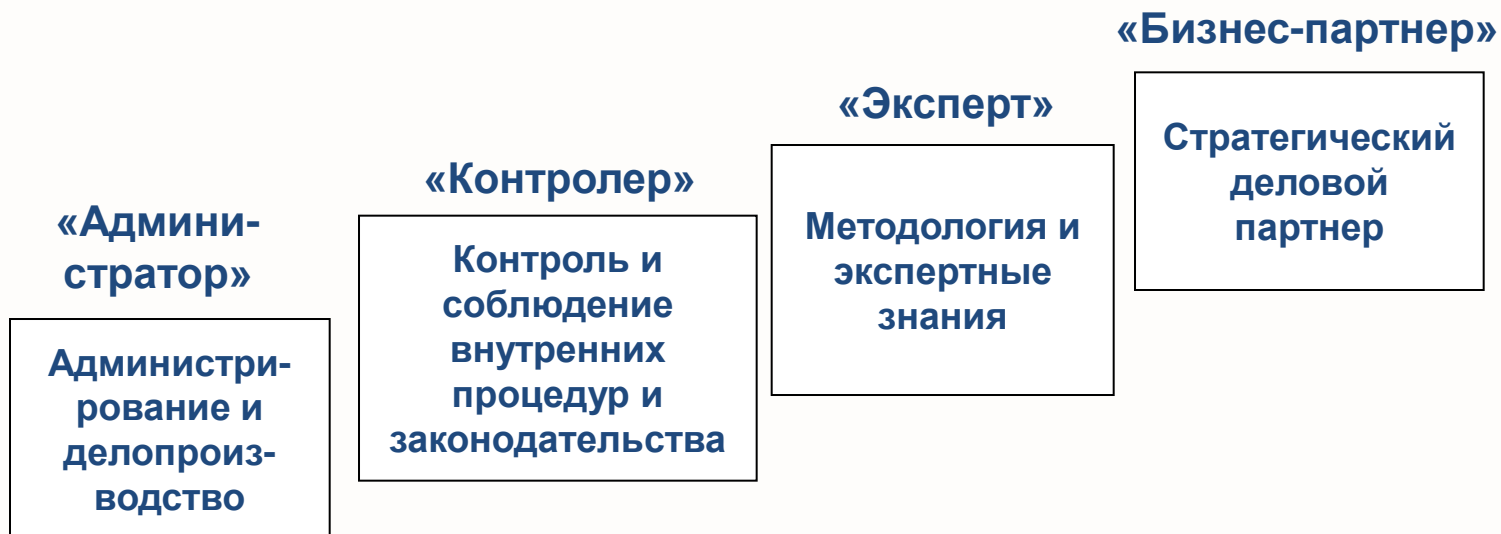 «Админи-
стратор»
Администри-
рование и
делопроиз-
водство
«Контролер»
Контроль и
соблюдение
внутренних
процедур и
законодательства
«Эксперт»
Методология и
экспертные
знания
«Бизнес-партнер»
Стратегический
деловой
партнер